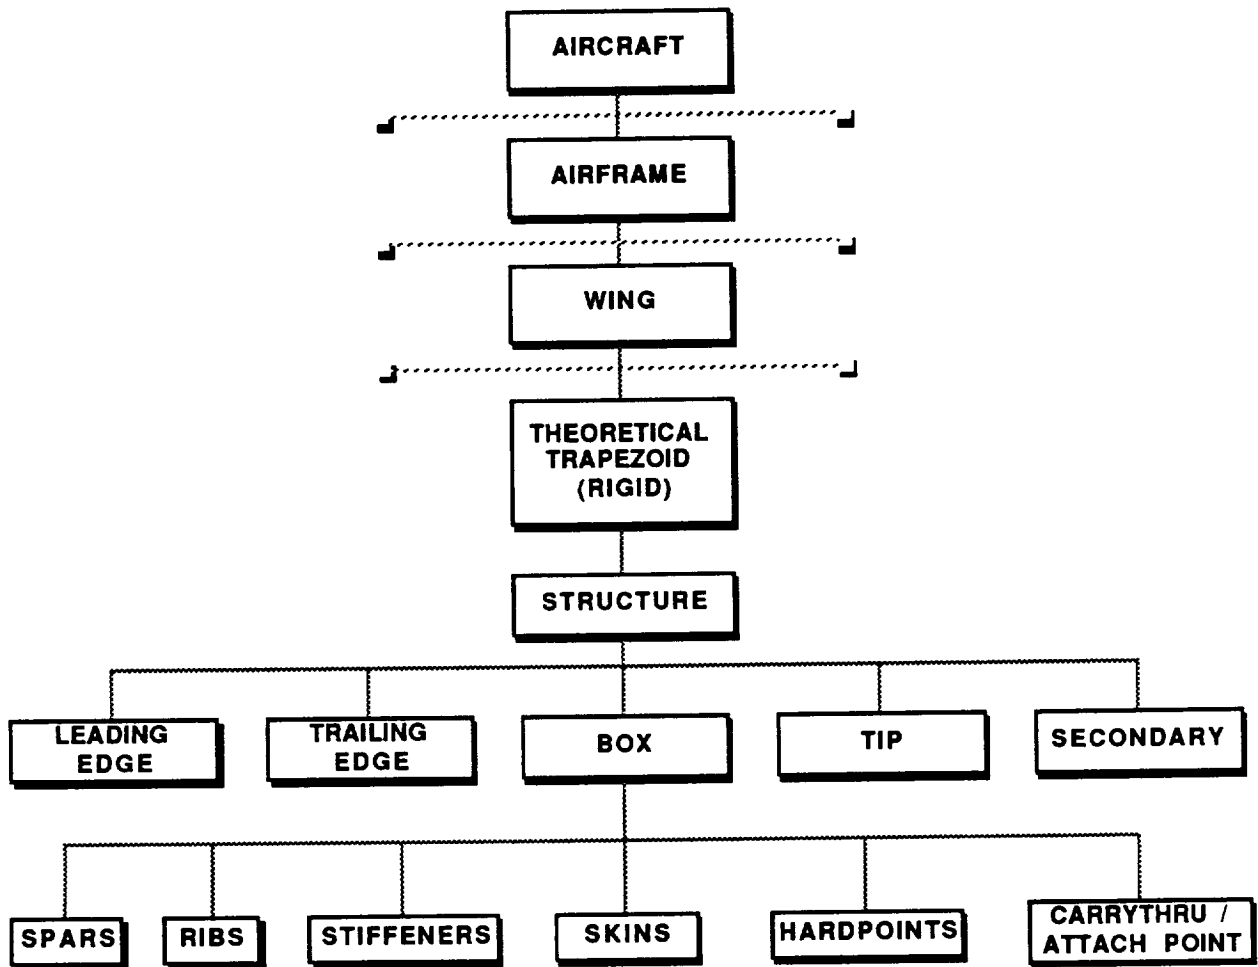 AIRCRAFT
AIRFRAME
WING
THEORETICAL
TRAPEZOID
(RIGID)
STRUCTURE
LEADING
EDGE
TRAILING
EDGE
BOX
TIP
SECONDARY
SPARS
RIBS
STIFFENERS
SKINS
HARDPOINTS
CARRYTHRU /
ATTACH POINT